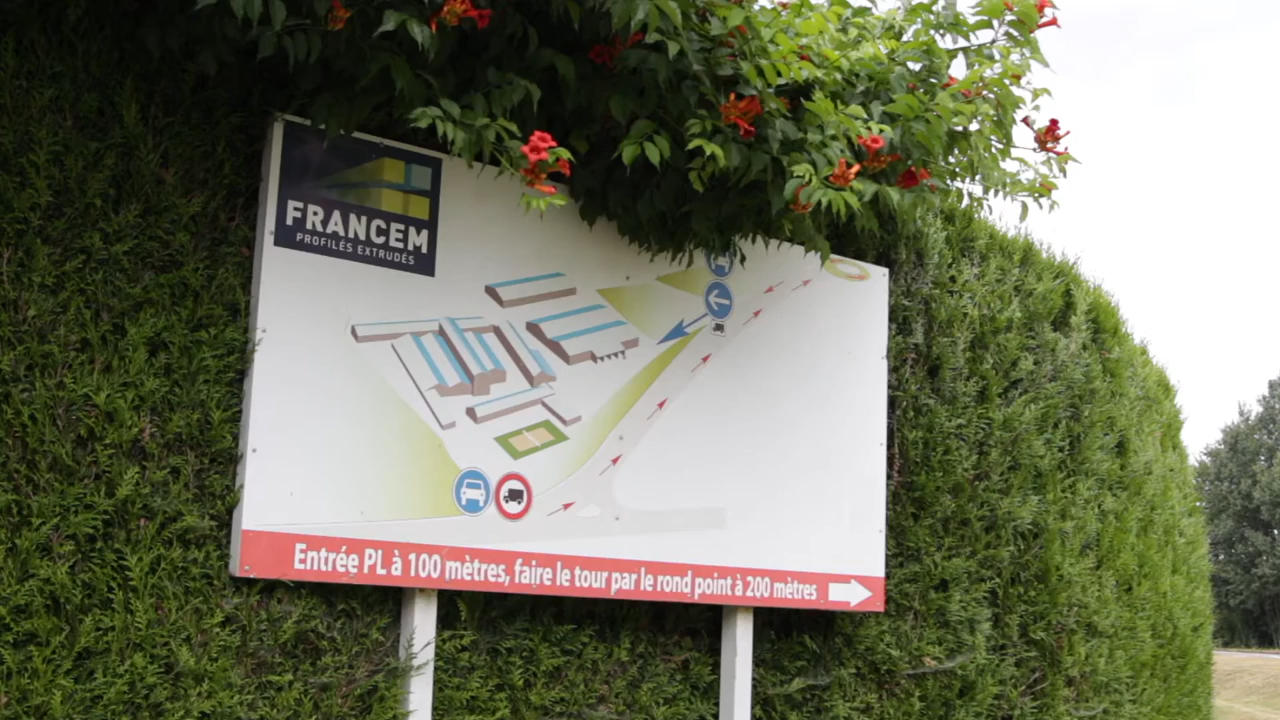 FRANCEM
PROFILÉS EXTRUDÉS
Entrée PL à 100 mètres, faire le tour par le rond point à 200 mètres